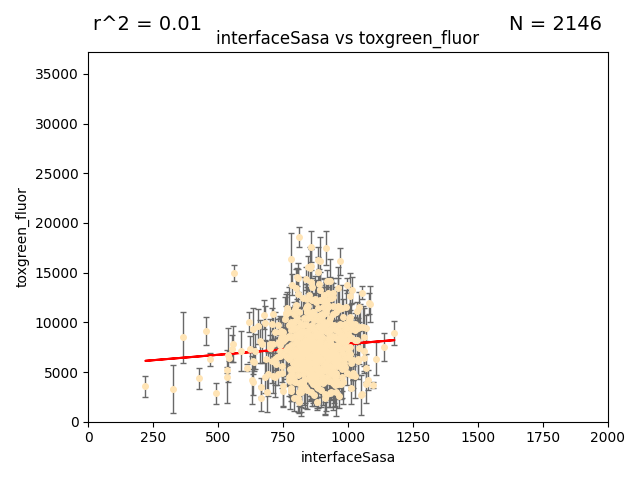 r^2 = 0.01
N = 2146
interfaceSasa vs toxgreen_fluor
toxgreen_fluor
35000
30000
25000
20000
15000
10000
5000
0
0 250 500 750 1000 1250 1500 1750 2000
interfaceSasa